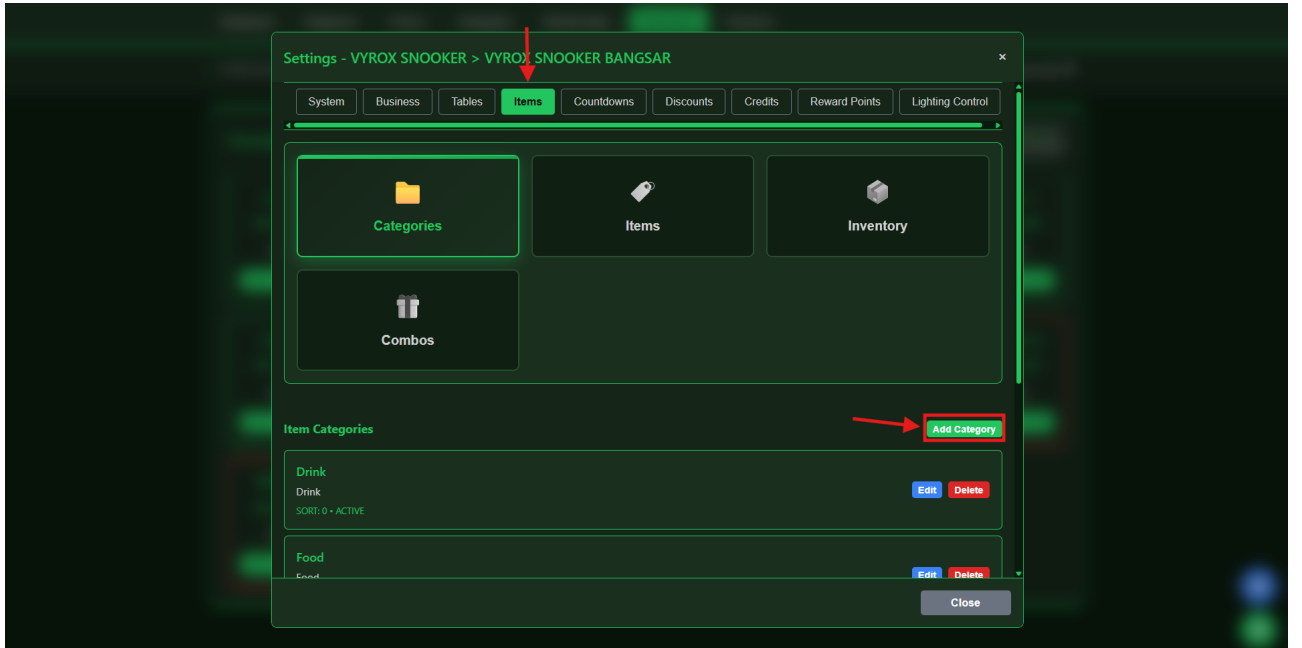 Settings - VYROX SNOOKER > VYROX SNOOKER BANGSAR
×
System Business Tables Items Countdowns Discounts Credits Reward Points Lighting Control
Categories Items Inventory
Combos
Item Categories Add Category
Drink
Drink
SORT: 0 • ACTIVE
Edit Delete
Food
Food
Edit Delete
Close